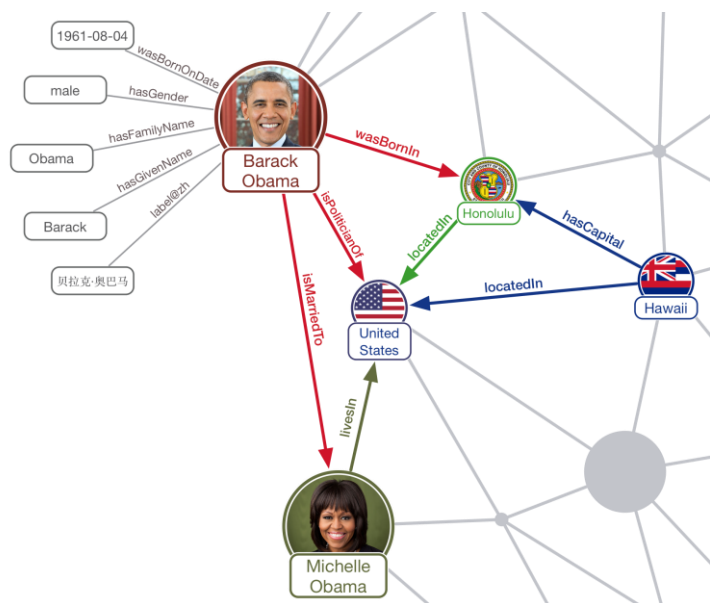 1961-08-04
wasBornOnDate
male
hasGender
hasFamilyName
Obama
hasGivenName
Barack
label@zh
贝拉克·奥巴马
Barack
Obama
wasBornIn
isPoliticianOf
isMarriedTo
Honolulu
locatedIn
hasCapital
locatedIn
Hawaii
United
States
livesIn
Michelle
Obama